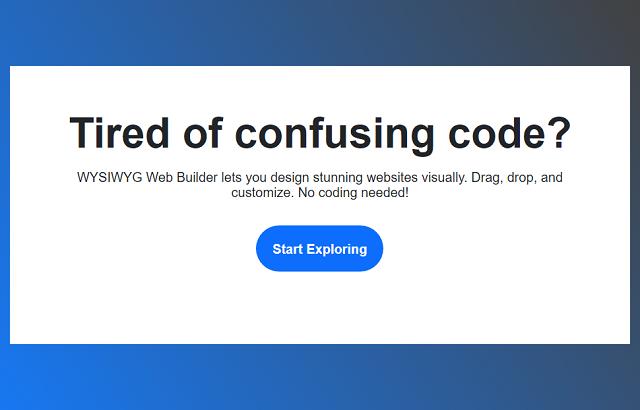 Tired of confusing code?
WYSIWYG Web Builder lets you design stunning websites visually. Drag, drop, and
customize. No coding needed!
Start Exploring